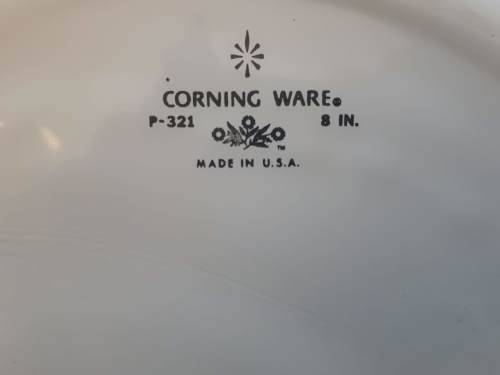 CORNING WARE®
P-321 8 IN.
TM
MADE IN U.S.A.